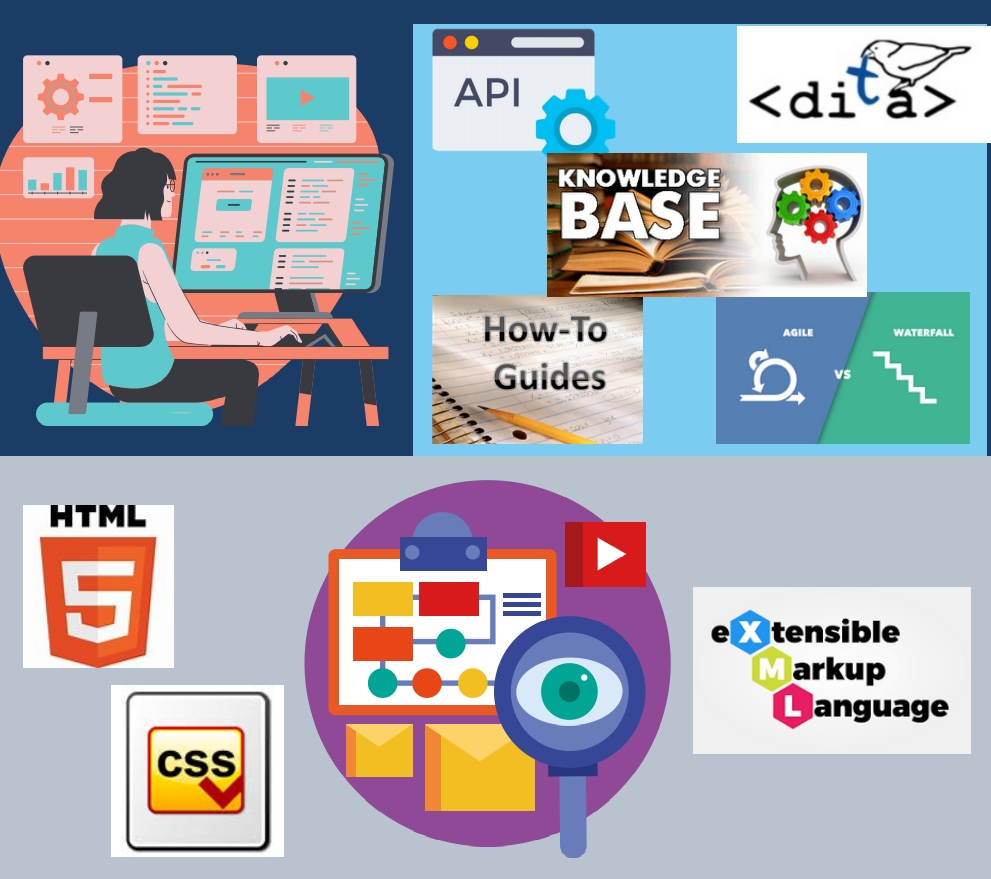 API
<dita>
KNOWLEDGE
BASE
How-To
Guides
AGILE
VS
WATERFALL
HTML
5
CSS
eXtensible
Markup
Language